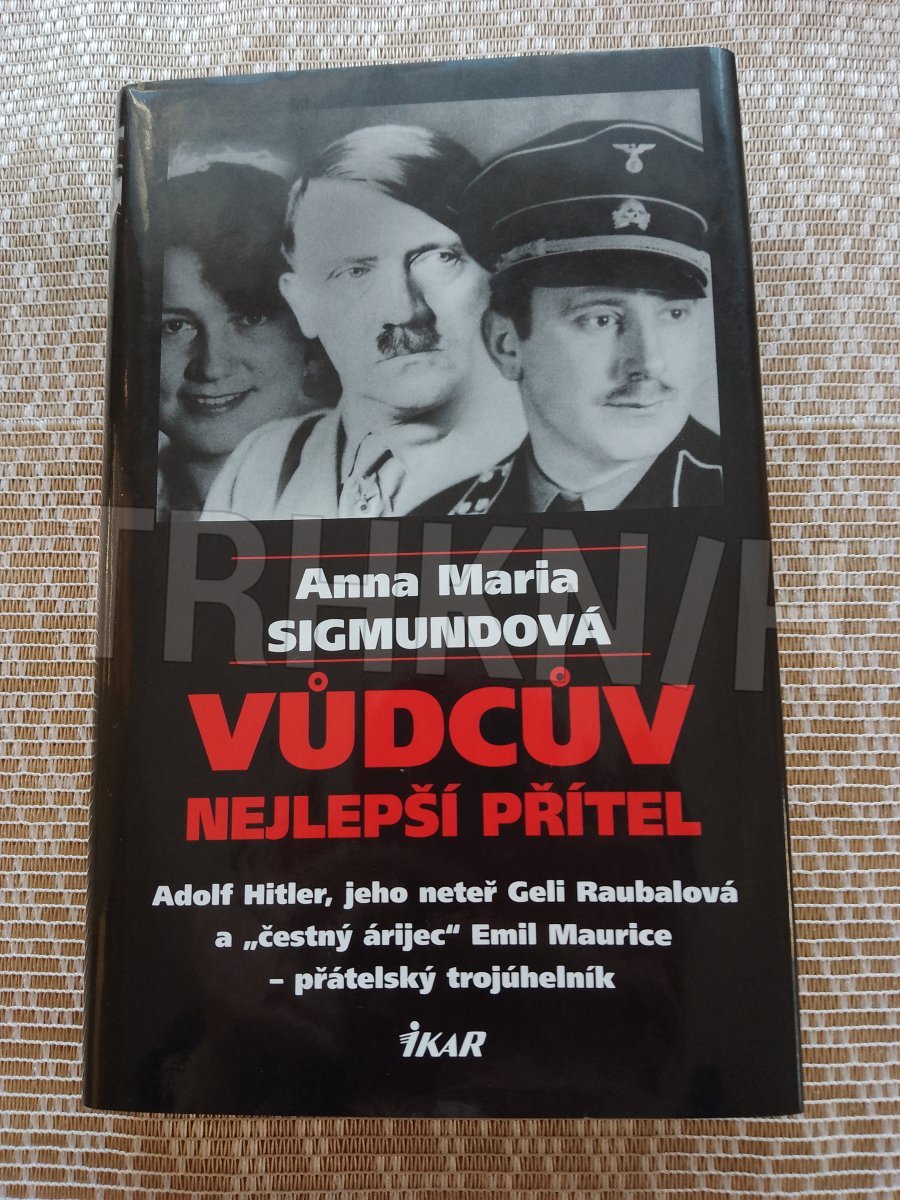 Anna Maria
SIGMUNDOVÁ
VŮDCŮV
NEJLEPŠÍ PŘÍTEL
Adolf Hitler, jeho neteř Geli Raubalová
a „čestný árijec“ Emil Maurice
– přátelský trojúhelník
iKAR
TRHKNIH